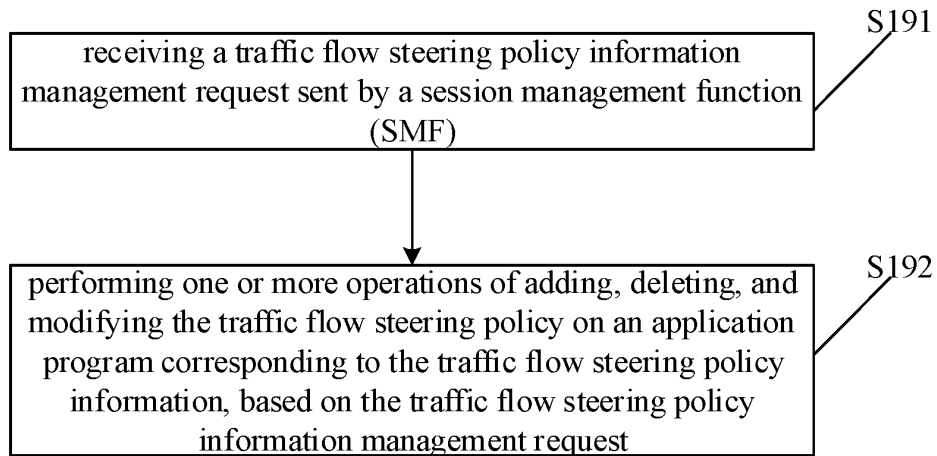 S191
receiving a traffic flow steering policy information
management request sent by a session management function
(SMF)
S192
performing one or more operations of adding, deleting, and
modifying the traffic flow steering policy on an application
program corresponding to the traffic flow steering policy
information, based on the traffic flow steering policy
information management request